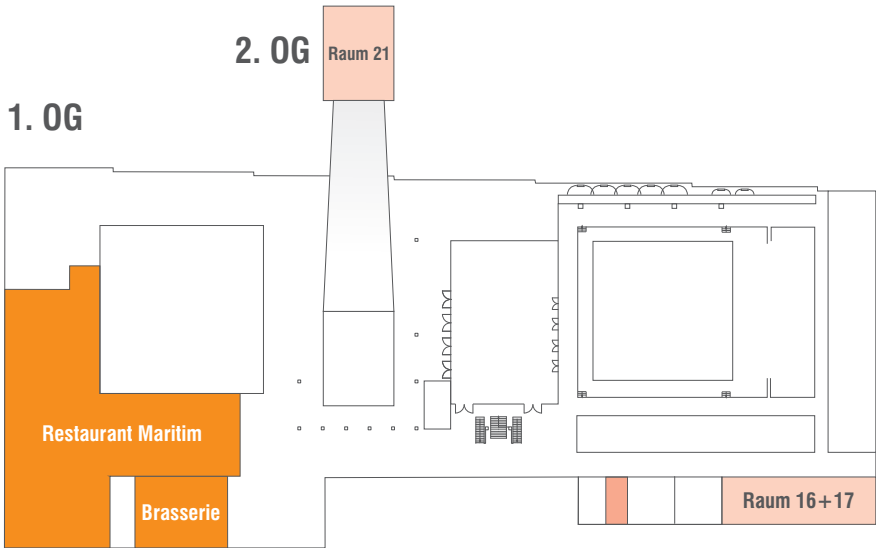 2. OG
Raum 21
1. OG
Restaurant Maritim
Brasserie
Raum 16+17